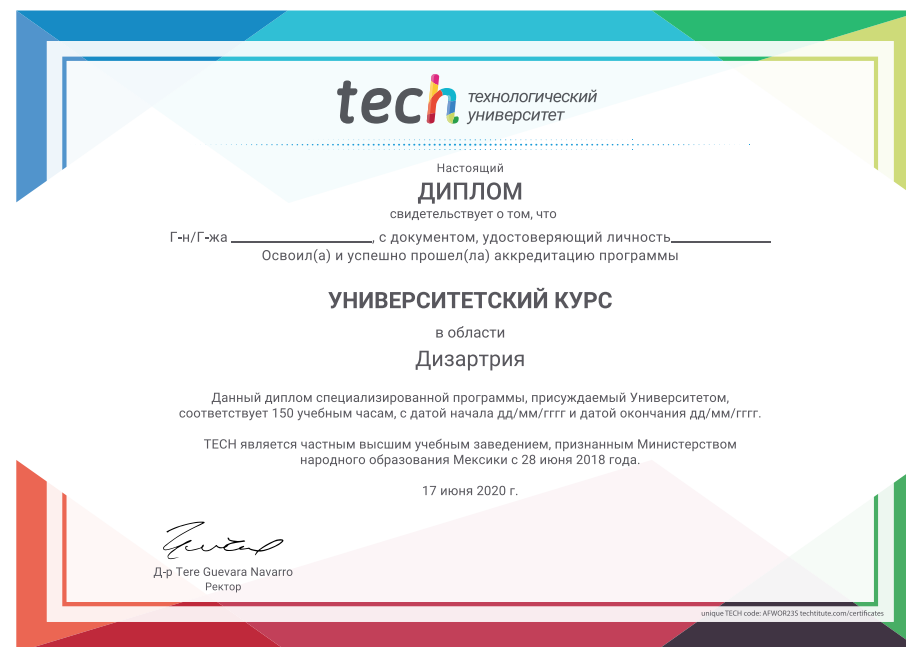 tech технологический
университет
Настоящий
ДИПЛОМ
свидетельствует о том, что
Г-н/Г-жа ____________________, с документом, удостоверяющий личность______________
Освоил(а) и успешно прошел(ла) аккредитацию программы
УНИВЕРСИТЕТСКИЙ КУРС
в области
Дизартрия
Данный диплом специализированной программы, присуждаемый Университетом,
соответствует 150 учебным часам, с датой начала дд/мм/гггг и датой окончания дд/мм/гггг.
TECH является частным высшим учебным заведением, признанным Министерством
народного образования Мексики с 28 июня 2018 года.
17 июня 2020 г.
Д-р Tere Guevara Navarro
Ректор
unique TECH code: AFWOR23S techtitute.com/certificates